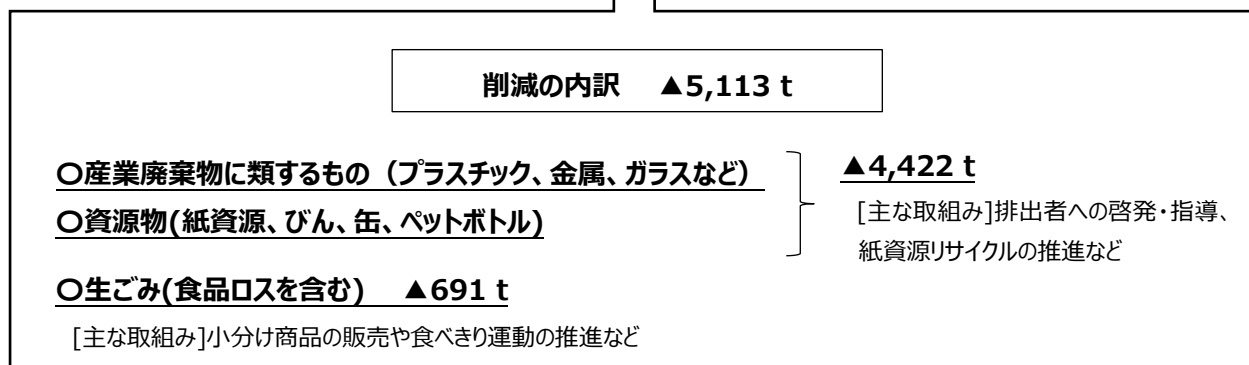 削減の内訳　▲5,113 t
〇産業廃棄物に類するもの（プラスチック、金属、ガラスなど）
▲4,422 t
〇資源物(紙資源、びん、缶、ペットボトル)
[主な取組み]排出者への啓発・指導、
紙資源リサイクルの推進など
〇生ごみ(食品ロスを含む)　▲691 t
[主な取組み]小分け商品の販売や食べきり運動の推進など